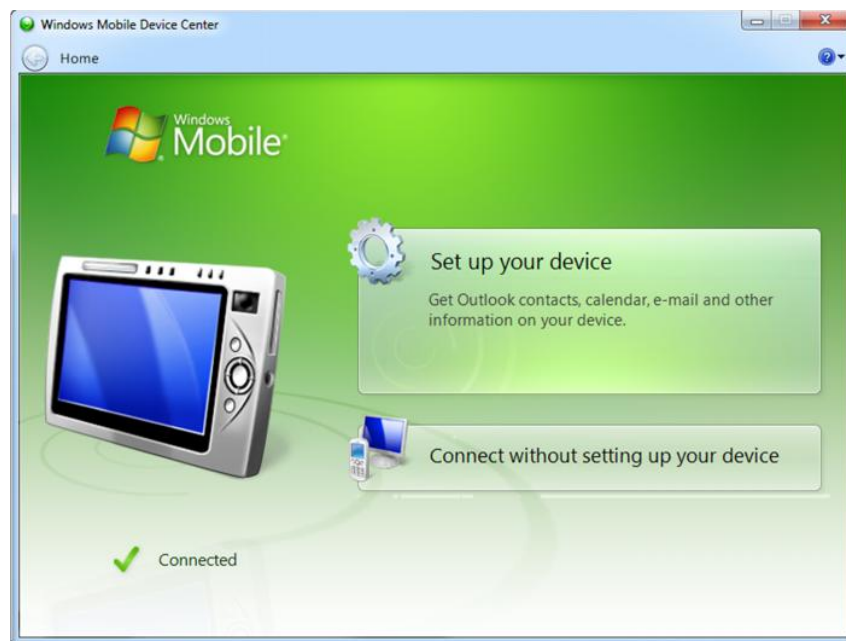 Windows Mobile Device Center
Home
Windows
Mobile
Set up your device
Get Outlook contacts, calendar, e-mail and other
information on your device.
Connect without setting up your device
Connected